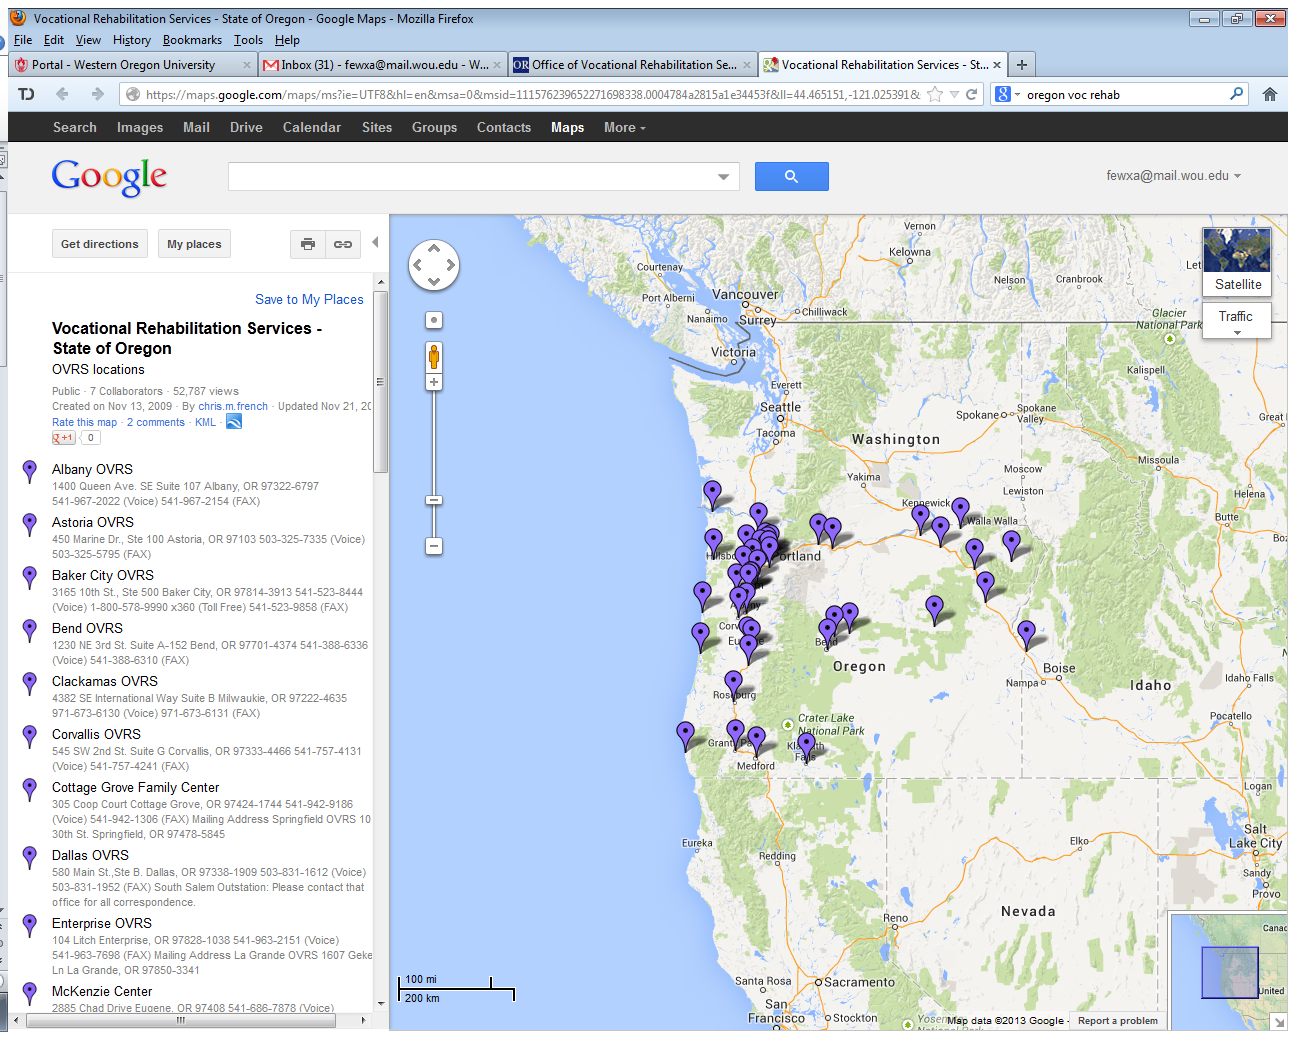 Vocational Rehabilitation Services - State of Oregon - Google Maps - Mozilla Firefox
File Edit View History Bookmarks Tools Help
Portal - Western Oregon University
Inbox (31) - fewxa@mail.wou.edu - W...
OR Office of Vocational Rehabilitation Se...
Vocational Rehabilitation Services - St...
https://maps.google.com/maps/ms?ie=UTF8&hl=en&msa=0&msid=111576239652271698338.0004784a2815a1e34453f&ll=44.465151,-121.025391&
oregon voc rehab
Search Images Mail Drive Calendar Sites Groups Contacts Maps More
Google
fewxa@mail.wou.edu
Get directions
My places
Save to My Places
Vocational Rehabilitation Services -
State of Oregon
OVRS locations
Public · 7 Collaborators · 52,787 views
Created on Nov 13, 2009 · By chris.m.french · Updated Nov 21, 20
Rate this map · 2 comments · KML ·
+1 0
Albany OVRS
1400 Queen Ave. SE Suite 107 Albany, OR 97322-6797
541-967-2022 (Voice) 541-967-2154 (FAX)
Astoria OVRS
450 Marine Dr., Ste 100 Astoria, OR 97103 503-325-7335 (Voice)
503-325-5795 (FAX)
Baker City OVRS
3165 10th St., Ste 500 Baker City, OR 97814-3913 541-523-8444
(Voice) 1-800-578-9990 x360 (Toll Free) 541-523-9858 (FAX)
Bend OVRS
1230 NE 3rd St. Suite A-152 Bend, OR 97701-4374 541-388-6336
(Voice) 541-388-6310 (FAX)
Clackamas OVRS
4382 SE International Way Suite B Milwaukie, OR 97222-4635
971-673-6130 (Voice) 971-673-6131 (FAX)
Corvallis OVRS
545 SW 2nd St. Suite G Corvallis, OR 97333-4466 541-757-4131
(Voice) 541-757-4241 (FAX)
Cottage Grove Family Center
305 Coop Court Cottage Grove, OR 97424-1744 541-942-9186
(Voice) 541-942-1306 (FAX) Mailing Address Springfield OVRS 10
30th St. Springfield, OR 97478-5845
Dallas OVRS
580 Main St.,Ste B. Dallas, OR 97338-1909 503-831-1612 (Voice)
503-831-1952 (FAX) South Salem Outstation: Please contact that
office for all correspondence.
Enterprise OVRS
104 Litch Enterprise, OR 97828-1038 541-963-2151 (Voice)
541-963-7698 (FAX) Mailing Address La Grande OVRS 1607 Geke
Ln La Grande, OR 97850-3341
McKenzie Center
2885 Chad Drive Eugene, OR 97408 541-686-7878 (Voice)
Satellite
Traffic
Vernon
Kelowna
Courtenay
Nelson
Cranbrook
Port Alberni
Vancouver
Nanaimo
Chilliwack
Surrey
Glacier
National Park
Victoria
Kalispell
Everett
Seattle
Spokane
Spokane
Valley
Great
Tacoma
Washington
Missoula
Yakima
Moscow
Lewiston
Helena
Kennewick
Walla Walla
Butte
Portland
Bend
Oregon
Boise
Nampa
Idaho
Idaho Falls
Roseburg
Pocatello
Crater Lake
National Park
Medford
Logan
Eureka
Elko
Salt
Lake City
Redding
Sandy
Provo
Nevada
Reno
Santa Rosa
Sacramento
San
Francisco
Stockton
100 mi
200 km
Map data ©2013 Google -
Report a problem
Canad
United